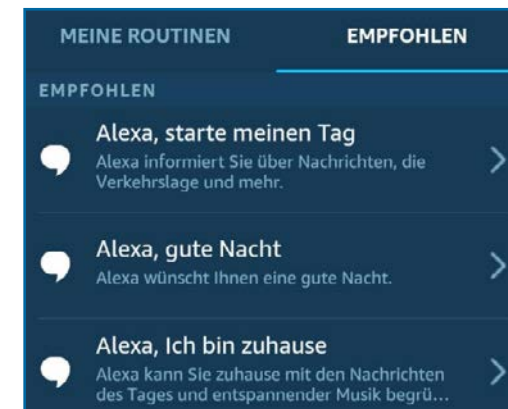 MEINE ROUTINEN EMPFOHLEN
EMPFOHLEN
Alexa, starte meinen Tag
Alexa informiert Sie über Nachrichten, die
Verkehrslage und mehr.
Alexa, gute Nacht
Alexa wünscht Ihnen eine gute Nacht.
Alexa, Ich bin zuhause
Alexa kann Sie zuhause mit den Nachrichten
des Tages und entspannender Musik begrü...